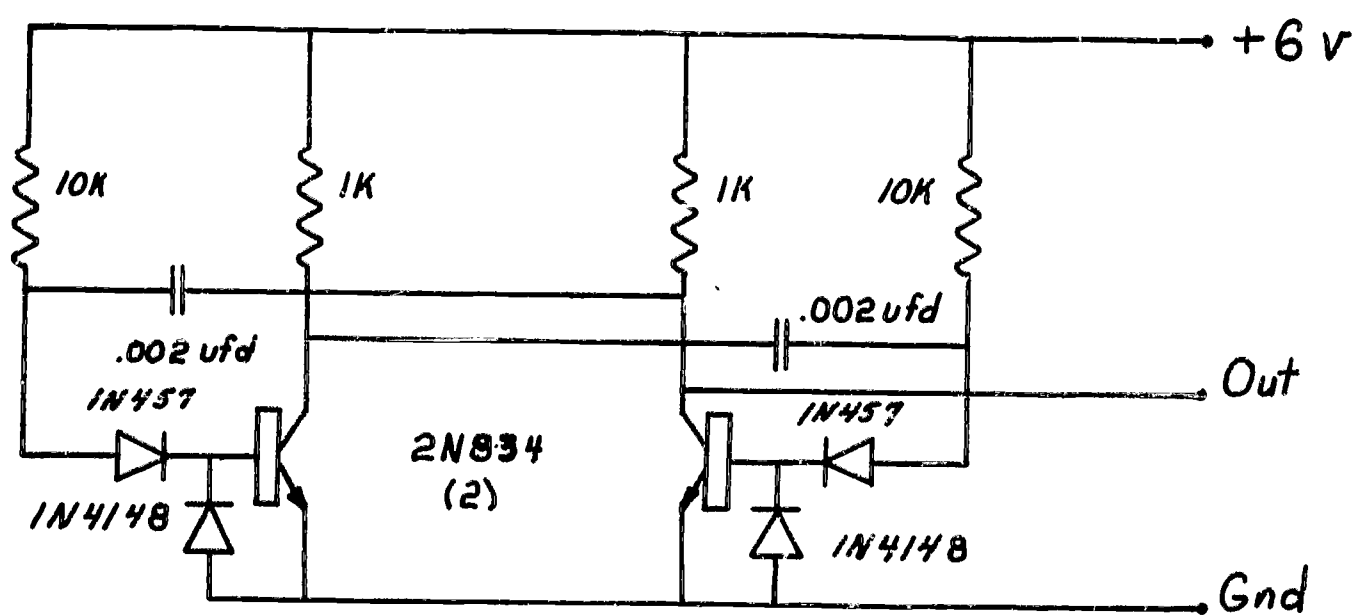 +6 v
10K
1K
1K
10K
.002 ufd
.002 ufd
Out
1N457
1N457
2N834
(2)
1N4148
1N4148
Gnd